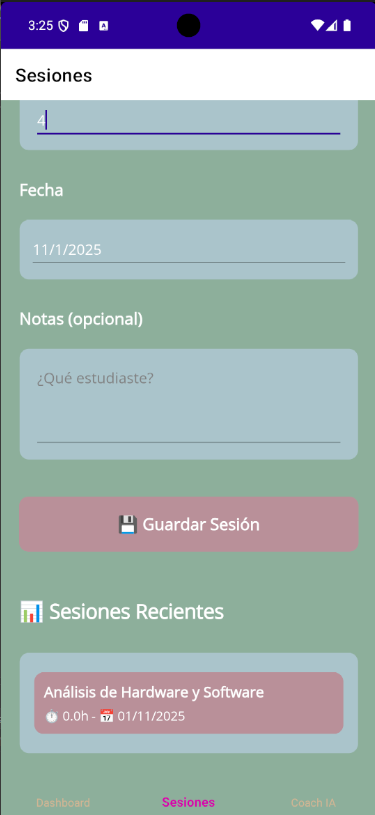 3:25
Sesiones
4
Fecha
11/1/2025
Notas (opcional)
¿Qué estudiaste?
Guardar Sesión
Sesiones Recientes
Análisis de Hardware y Software
0.0h - 01/11/2025
Dashboard Sesiones Coach IA